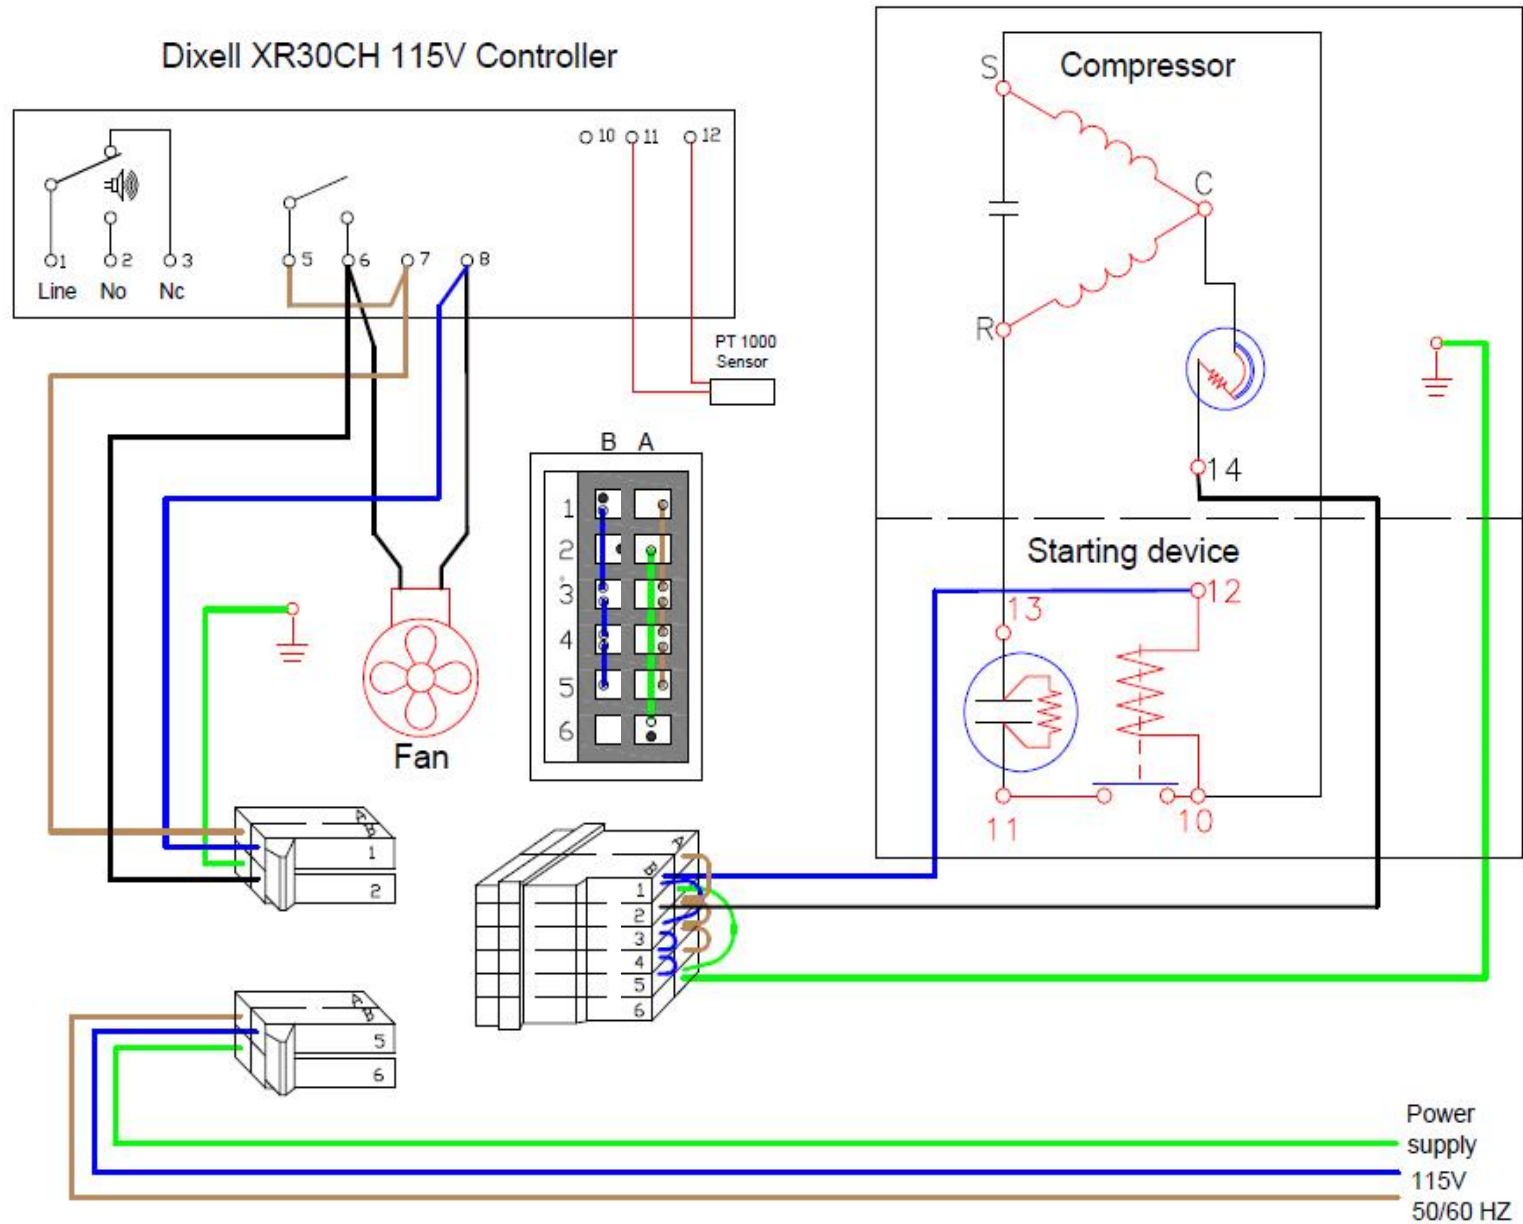 Dixell XR30CH 115V Controller
Compressor
S
C
R
14
10 11 12
1 2 3 5 6 7 8
Line No Nc
PT 1000
Sensor
B A
1
2
3
4
5
6
Fan
Starting device
12
13
11 10
A
B
1
2
A
B
1
2
3
4
5
6
A
B
5
6
Power
supply
115V
50/60 HZ